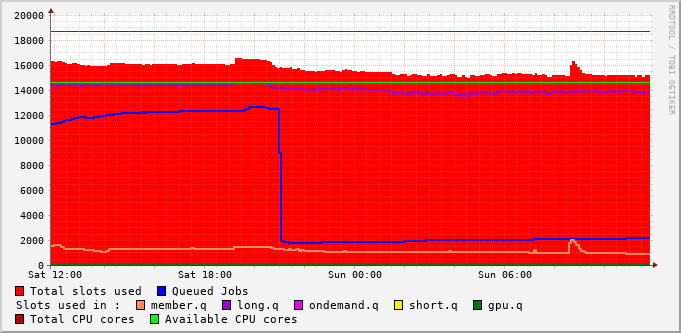 20000
18000
16000
14000
12000
10000
8000
6000
4000
2000
0
Sat 12:00 Sat 18:00 Sun 00:00 Sun 06:00
RRDTOOL / TOBI OETIKER
Total slots used Queued Jobs
Slots used in : member.q long.q ondemand.q short.q gpu.q
Total CPU cores Available CPU cores